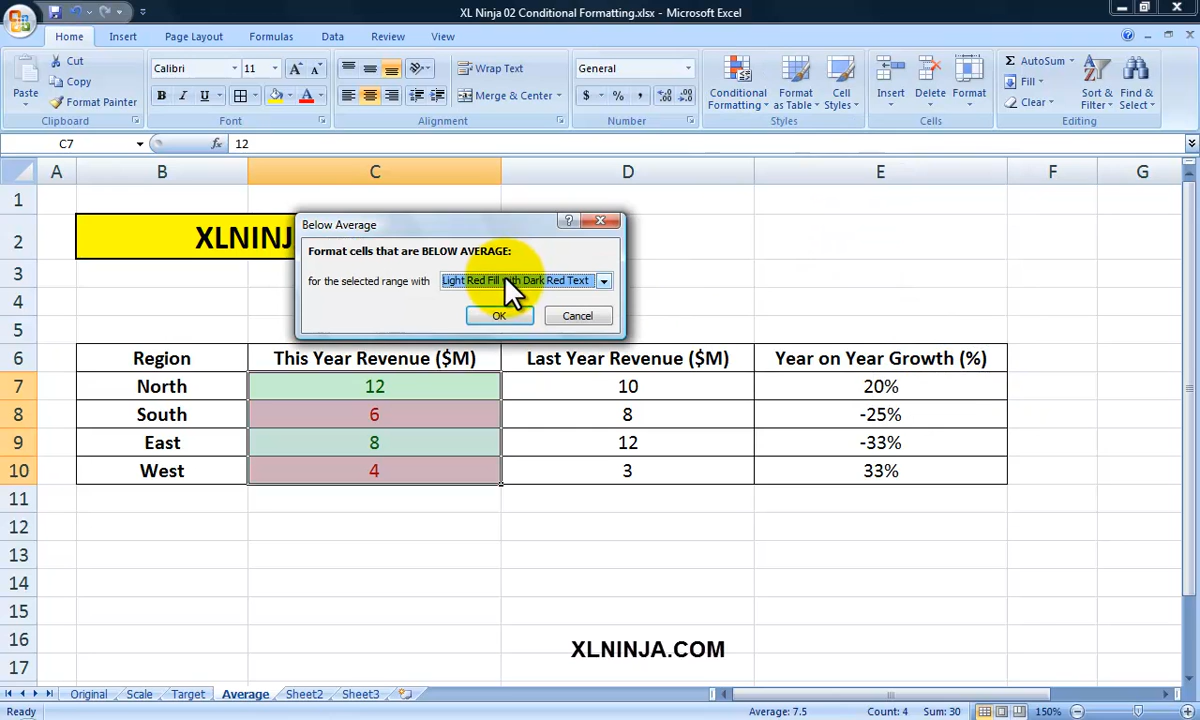 XL Ninja 02 Conditional Formatting.xlsx - Microsoft Excel
Home Insert Page Layout Formulas Data Review View
Paste Cut Copy Format Painter
Calibri 11
B I U A
Wrap Text
Merge & Center
General
$ % ,
Conditional Formatting Format as Table Cell Styles
Insert Delete Format
Σ AutoSum Fill Clear
Sort & Filter Find & Select
Clipboard Font Alignment Number Styles Cells Editing
C7 fx 12
A B C D E F G
1
2 XLNINJ
3
4
5
Below Average
Format cells that are BELOW AVERAGE:
for the selected range with Light Red Fill with Dark Red Text
OK Cancel
6 Region This Year Revenue ($M) Last Year Revenue ($M) Year on Year Growth (%)
7 North 12 10 20%
8 South 6 8 -25%
9 East 8 12 -33%
10 West 4 3 33%
11
12
13
14
15
16 XLNINJA.COM
17
Original Scale Target Average Sheet2 Sheet3
Ready Average: 7.5 Count: 4 Sum: 30 150%